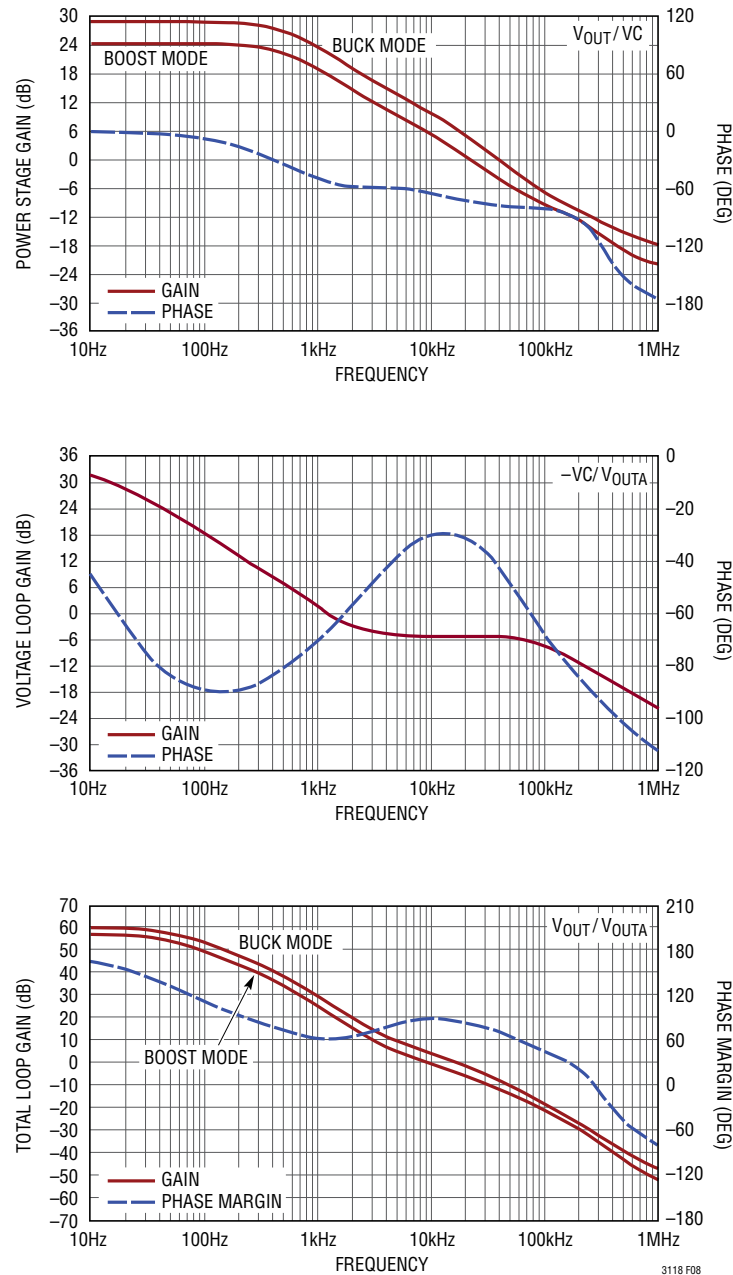 POWER STAGE GAIN (dB)
30
24
18
12
6
0
–6
–12
–18
–24
–30
–36
BUCK MODE
BOOST MODE
VOUT/VC
GAIN
PHASE
120
60
0
–60
–120
–180
PHASE (DEG)
10Hz 100Hz 1kHz 10kHz 100kHz 1MHz
FREQUENCY
VOLTAGE LOOP GAIN (dB)
36
30
24
18
12
6
0
–6
–12
–18
–24
–30
–36
–VC/VOUTA
GAIN
PHASE
0
–20
–40
–60
–80
–100
–120
PHASE (DEG)
10Hz 100Hz 1kHz 10kHz 100kHz 1MHz
FREQUENCY
TOTAL LOOP GAIN (dB)
70
60
50
40
30
20
10
0
–10
–20
–30
–40
–50
–60
–70
BUCK MODE
BOOST MODE
VOUT/VOUTA
GAIN
PHASE MARGIN
210
180
120
60
0
–60
–120
–180
PHASE MARGIN (DEG)
10Hz 100Hz 1kHz 10kHz 100kHz 1MHz
FREQUENCY
3118 F08